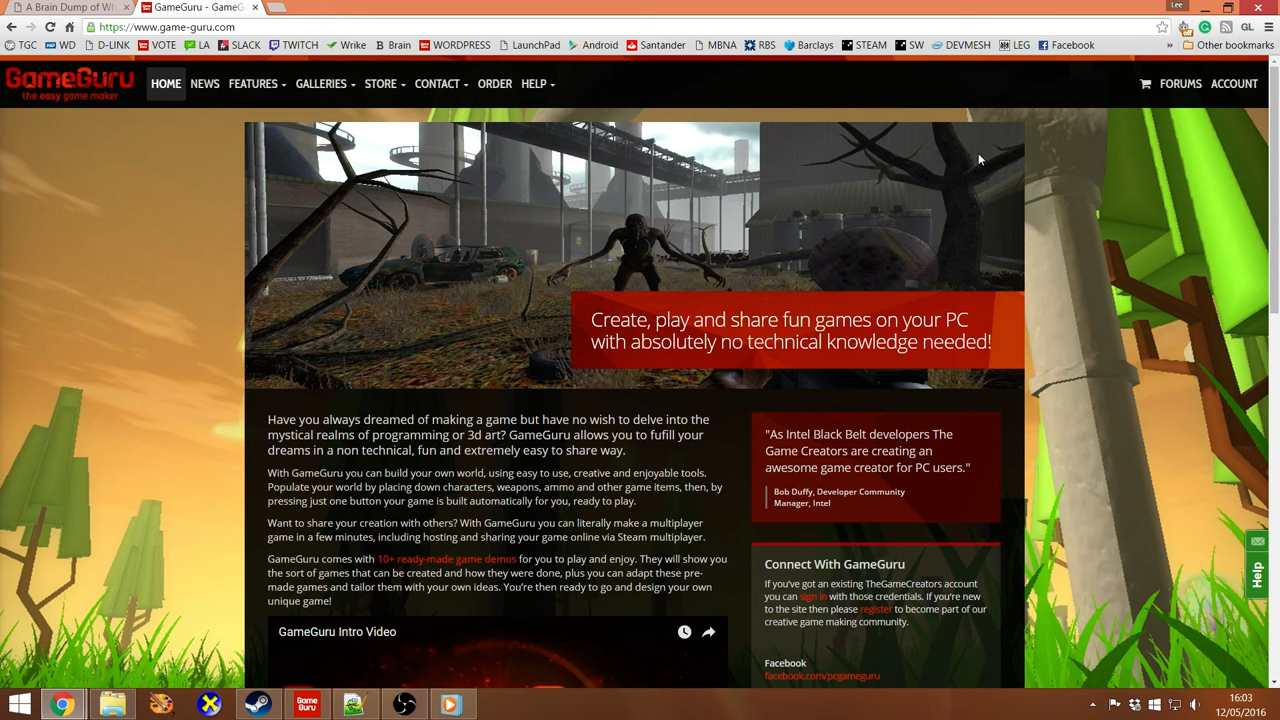 A Brain Dump of Wh
GameGuru - GameG
Lee
https://www.game-guru.com
GL
TGC WD D-LINK VOTE LA SLACK TWITCH Wrike Brain WORDPRESS LaunchPad Android Santander MBNA RBS Barclays STEAM SW DEVMESH LEG Facebook » Other bookmarks
GameGuru
the easy game maker
HOME NEWS FEATURES GALLERIES STORE CONTACT ORDER HELP FORUMS ACCOUNT
Create, play and share fun games on your PC
with absolutely no technical knowledge needed!
Have you always dreamed of making a game but have no wish to delve into the
mystical realms of programming or 3d art? GameGuru allows you to fufill your
dreams in a non technical, fun and extremely easy to share way.
With GameGuru you can build your own world, using easy to use, creative and enjoyable tools.
Populate your world by placing down characters, weapons, ammo and other game items, then, by
pressing just one button your game is built automatically for you, ready to play.
Want to share your creation with others? With GameGuru you can literally make a multiplayer
game in a few minutes, including hosting and sharing your game online via Steam multiplayer.
GameGuru comes with 10+ ready-made game demos for you to play and enjoy. They will show you
the sort of games that can be created and how they were done, plus you can adapt these pre-
made games and tailor them with your own ideas. You're then ready to go and design your own
unique game!
GameGuru Intro Video
"As Intel Black Belt developers The
Game Creators are creating an
awesome game creator for PC users."
Bob Duffy, Developer Community
Manager, Intel
Connect With GameGuru
If you've got an existing TheGameCreators account
you can sign in with those credentials. If you're new
to the site then please register to become part of our
creative game making community.
Facebook
facebook.com/pcgameguru
Help
Game
Guru
16:03
12/05/2016